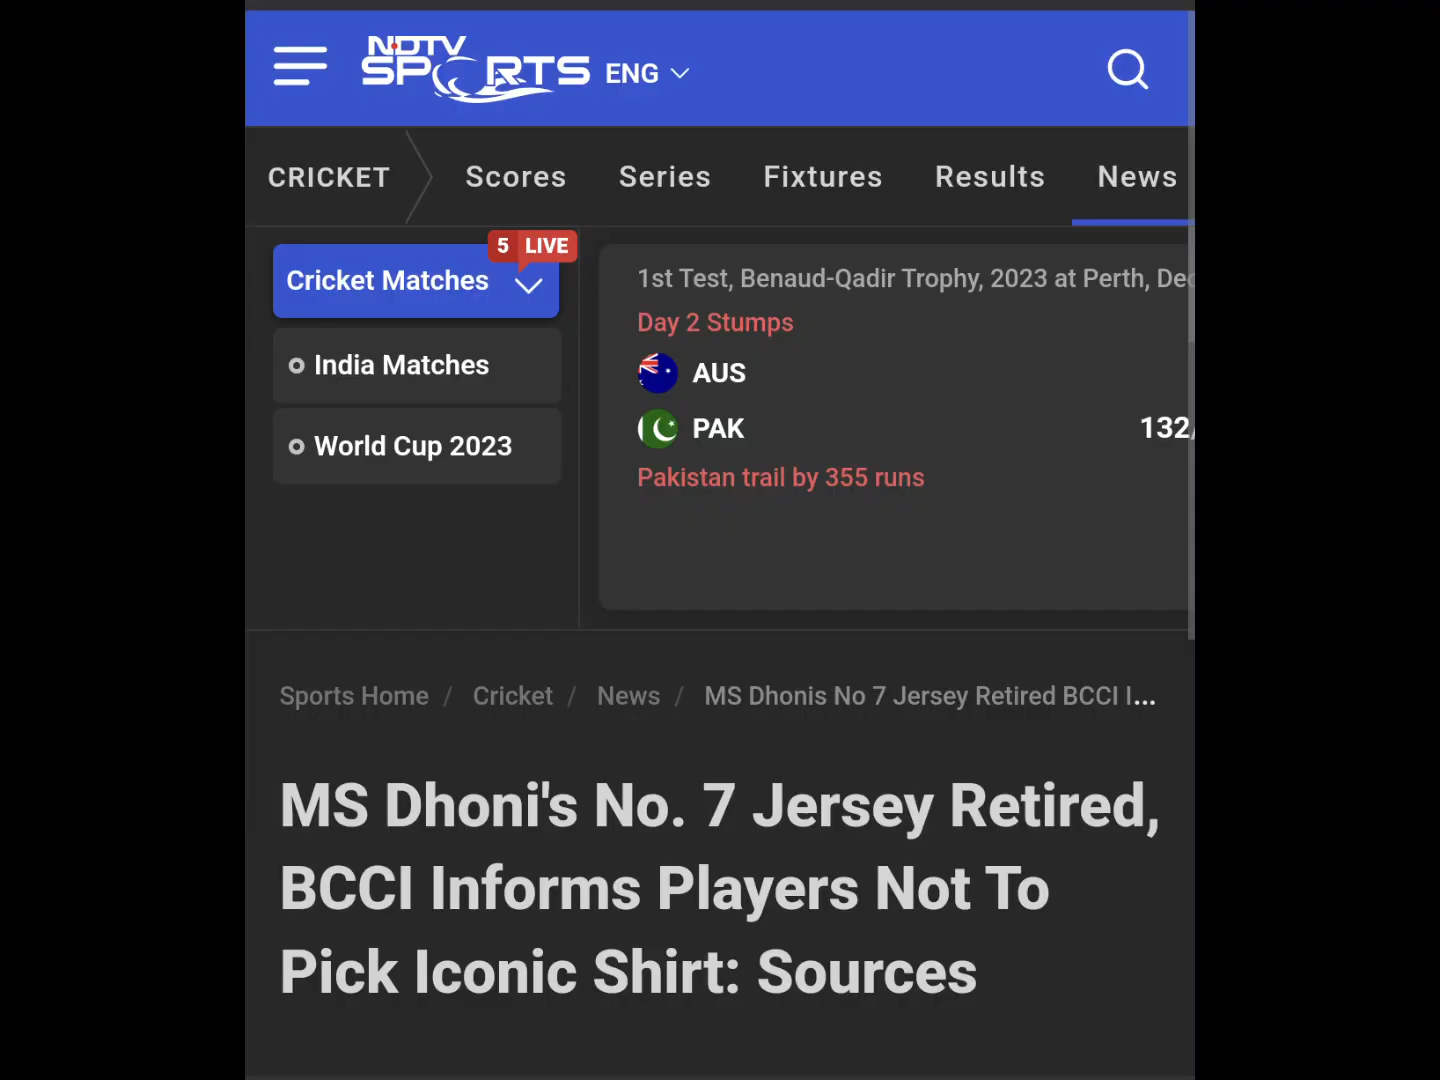 NDTV
SPORTS
ENG
CRICKET
Scores
Series
Fixtures
Results
News
5 LIVE
Cricket Matches
India Matches
World Cup 2023
1st Test, Benaud-Qadir Trophy, 2023 at Perth, Dec
Day 2 Stumps
AUS
PAK
132/
Pakistan trail by 355 runs
Sports Home / Cricket / News / MS Dhonis No 7 Jersey Retired BCCI I...
MS Dhoni's No. 7 Jersey Retired,
BCCI Informs Players Not To
Pick Iconic Shirt: Sources